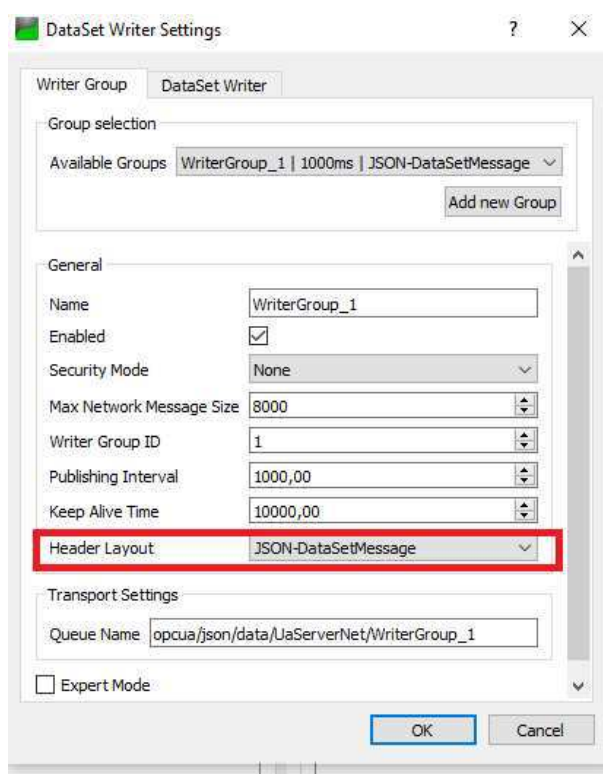 DataSet Writer Settings ?
Writer Group DataSet Writer
Group selection
Available Groups WriterGroup_1 | 1000ms | JSON-DataSetMessage
Add new Group
General
Name WriterGroup_1
Enabled
Security Mode None
Max Network Message Size 8000
Writer Group ID 1
Publishing Interval 1000,00
Keep Alive Time 10000,00
Header Layout JSON-DataSetMessage
Transport Settings
Queue Name opcua/json/data/UaServerNet/WriterGroup_1
Expert Mode
OK Cancel